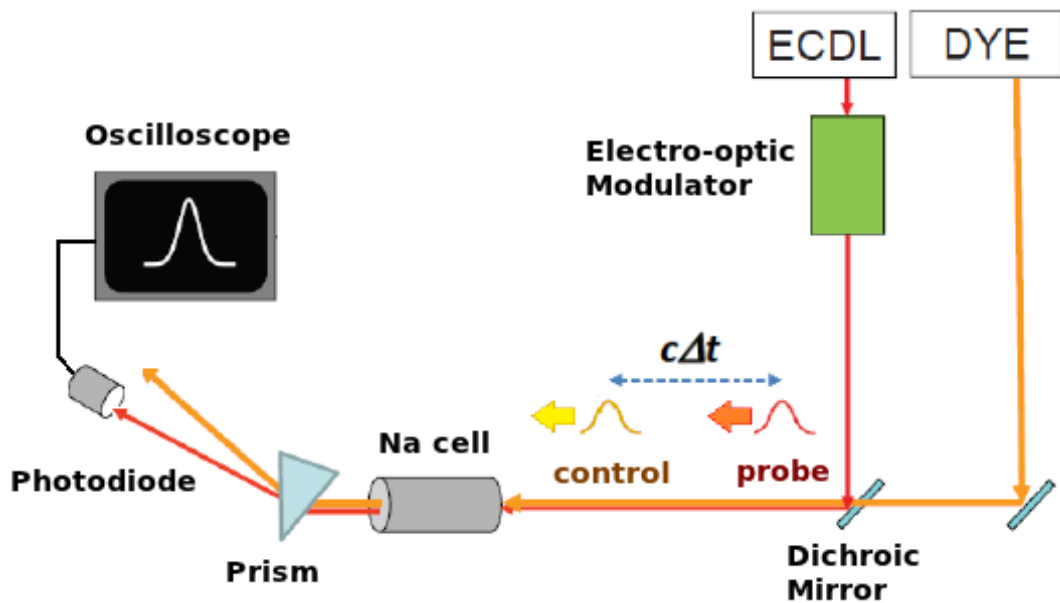 ECDL
DYE
Oscilloscope
Electro-optic
Modulator
cΔt
Na cell
control
probe
Photodiode
Prism
Dichroic
Mirror